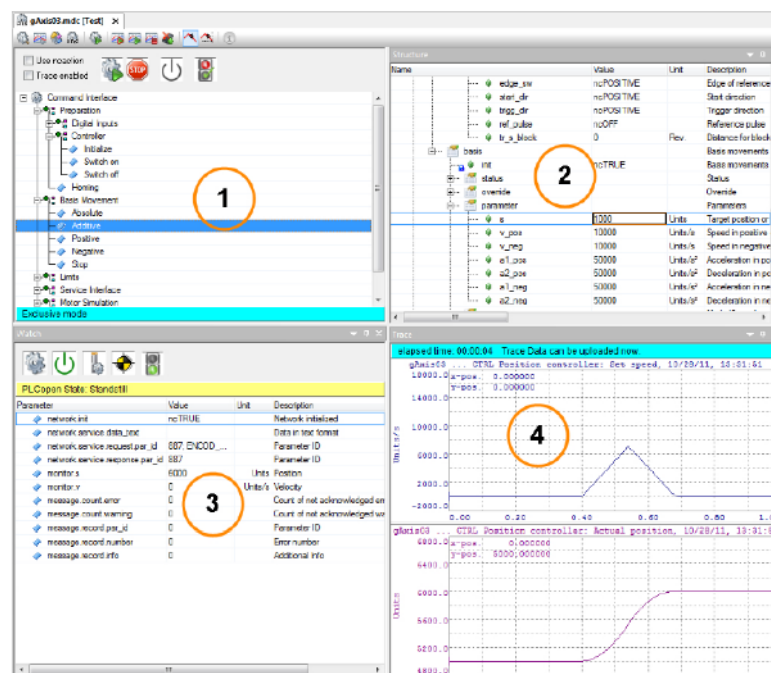 gAxis03.mdc [Test]
Use reaction
Trace enabled
Command Interface
Preparation
Digital inputs
Controller
Initialize
Switch on
Switch off
Homing
Basis Movement
Absolute
Additive
Positive
Negative
Stop
Limits
Service Interface
Motor Simulation
Exclusive mode
1
Structure
Name Value Unit Description
edge_sw ncPOSITIVE Edge of reference
start_dir ncPOSITIVE Start direction
trigg_dir ncPOSITIVE Trigger direction
ref_pulse ncOFF Reference pulse
tr_s_block 0 Rev. Distance for block
basis Basis movements
init ncTRUE Basis movements
status Status
override Override
parameter Parameters
s 1000 Units Target position or
v_pos 10000 Units/s Speed in positive
v_neg 10000 Units/s Speed in negative
a1_pos 50000 Units/s² Acceleration in po
a2_pos 50000 Units/s² Deceleration in po
a1_neg 50000 Units/s² Acceleration in ne
a2_neg 50000 Units/s² Deceleration in ne
2
Watch
PLCopen State: Standstill
Parameter Value Unit Description
network.init ncTRUE Network initialized
network.service.data_text Data in text format
network.service.request.par_id 887, ENCOD_... Parameter ID
network.service.response.par_id 887 Parameter ID
monitor.s 6000 Units Position
monitor.v 0 Units/s Velocity
message.count.error 0 Count of not acknowledged err
message.count.warning 0 Count of not acknowledged wa
message.record.par_id 0 Parameter ID
message.record.number 0 Error number
message.record.info 0 Additional info
3
Trace
elapsed time: 00:00:04 Trace Data can be uploaded now.
gAxis03 ... CTRL Position controller: Set speed, 10/28/11, 13:31:51
x-pos. 0.000000
y-pos. 0.000000
18000.0
14000.0
10000.0
6000.0
2000.0
-2000.0
Units/s
0.00 0.20 0.40 0.60 0.80 1.0
4
gAxis03 ... CTRL Position controller: Actual position, 10/28/11, 13:31:5
x-pos. 0.000000
y-pos. 5000.000000
6800.0
6400.0
6000.0
5600.0
5200.0
4800.0
Units